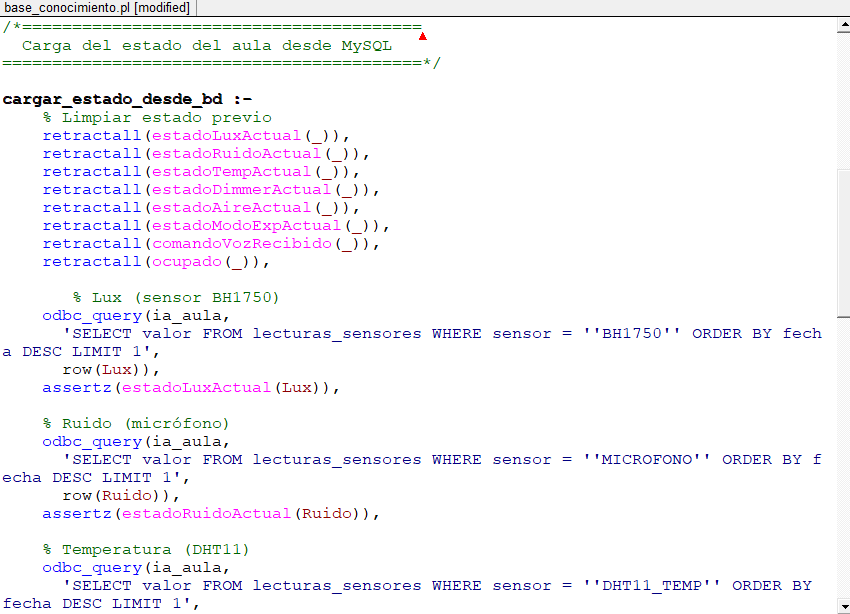 base_conocimiento.pl [modified]
/*========================================
  Carga del estado del aula desde MySQL
==========================================*/

cargar_estado_desde_bd :-
    % Limpiar estado previo
    retractall(estadoLuxActual(_)),
    retractall(estadoRuidoActual(_)),
    retractall(estadoTempActual(_)),
    retractall(estadoDimmerActual(_)),
    retractall(estadoAireActual(_)),
    retractall(estadoModoExpActual(_)),
    retractall(comandoVozRecibido(_)),
    retractall(ocupado(_)),

       % Lux (sensor BH1750)
    odbc_query(ia_aula,
      'SELECT valor FROM lecturas_sensores WHERE sensor = ''BH1750'' ORDER BY fech
a DESC LIMIT 1',
      row(Lux)),
    assertz(estadoLuxActual(Lux)),

    % Ruido (micrófono)
    odbc_query(ia_aula,
      'SELECT valor FROM lecturas_sensores WHERE sensor = ''MICROFONO'' ORDER BY f
echa DESC LIMIT 1',
      row(Ruido)),
    assertz(estadoRuidoActual(Ruido)),

    % Temperatura (DHT11)
    odbc_query(ia_aula,
      'SELECT valor FROM lecturas_sensores WHERE sensor = ''DHT11_TEMP'' ORDER BY
fecha DESC LIMIT 1',